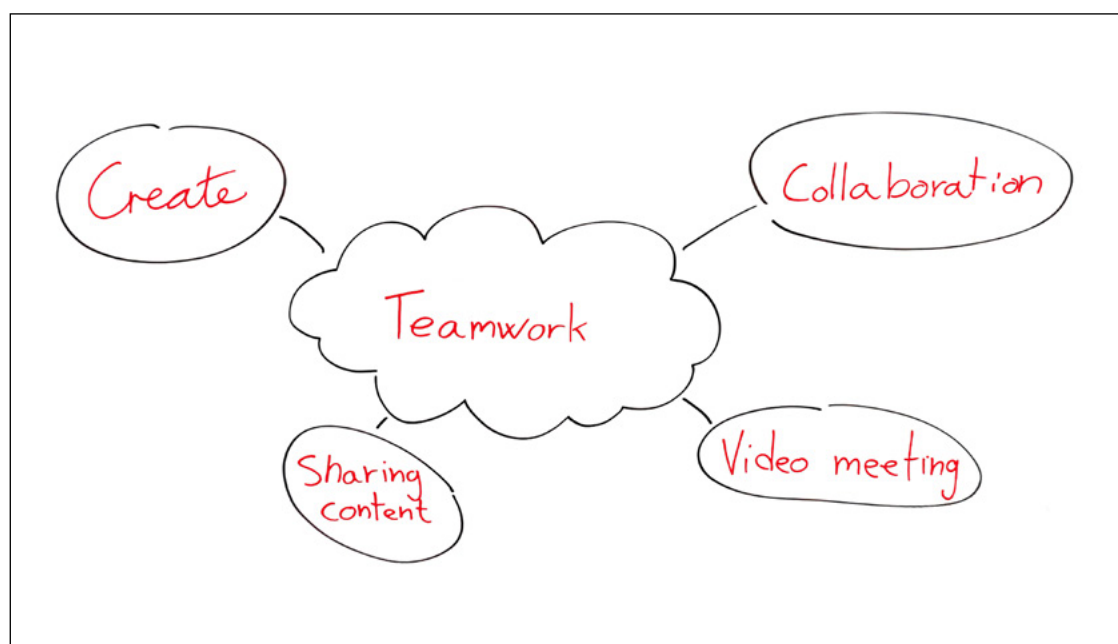 Create
Collaboration
Teamwork
Sharing
content
Video meeting